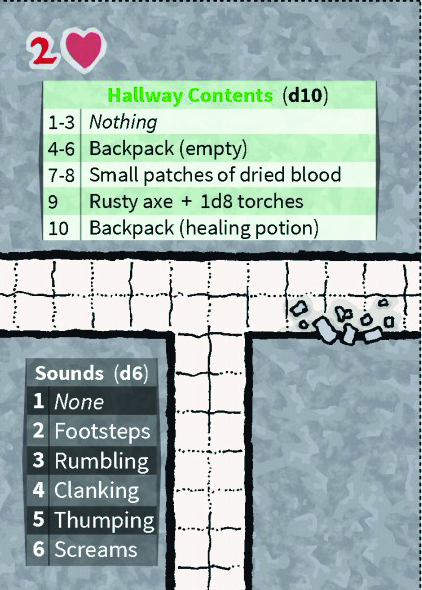 2♥
Hallway Contents (d10)
1-3 Nothing
4-6 Backpack (empty)
7-8 Small patches of dried blood
9 Rusty axe + 1d8 torches
10 Backpack (healing potion)
Sounds (d6)
1 None
2 Footsteps
3 Rumbling
4 Clanking
5 Thumping
6 Screams